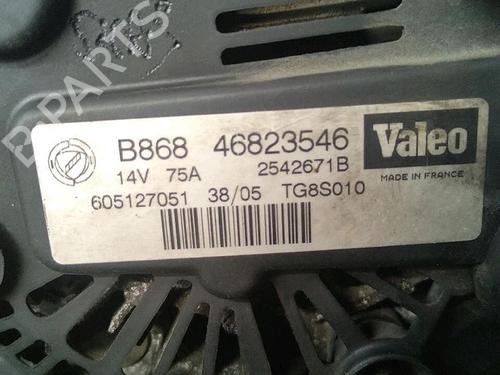 B-PARTS
B868 46823546
14V 75A 2542671B
605127051 38/05 TG8S010
Valeo
MADE IN FRANCE